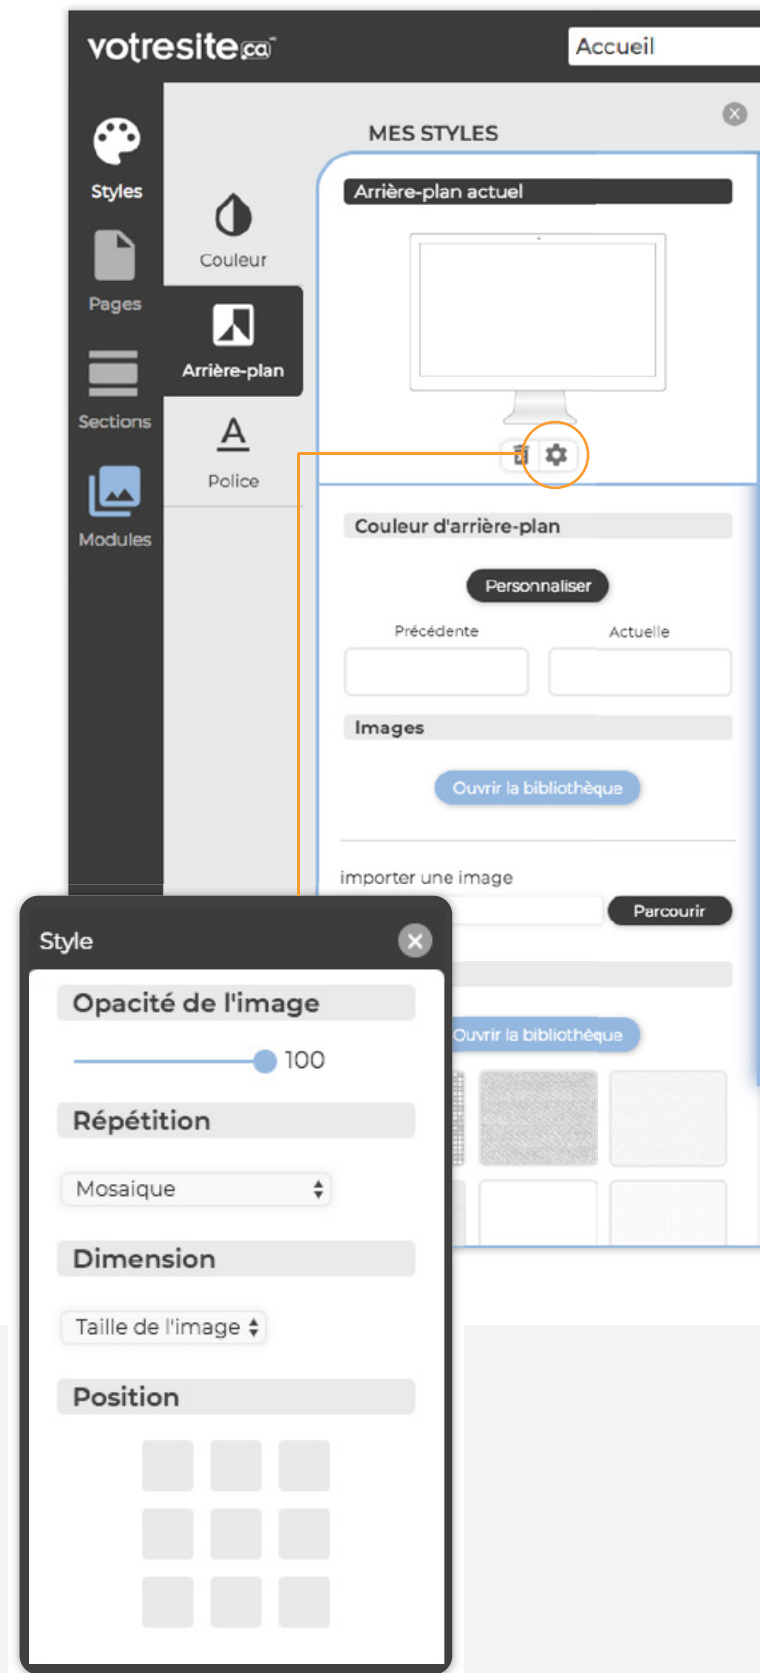 votresite.ca
Accueil
MES STYLES
Styles
Pages
Sections
Modules
Couleur
Arrière-plan
Police
Arrière-plan actuel
Couleur d'arrière-plan
Personnaliser
Précédente Actuelle
Images
Ouvrir la bibliothèque
importer une image
Parcourir
Ouvrir la bibliothèque
Style
Opacité de l'image
100
Répétition
Mosaique
Dimension
Taille de l'image
Position